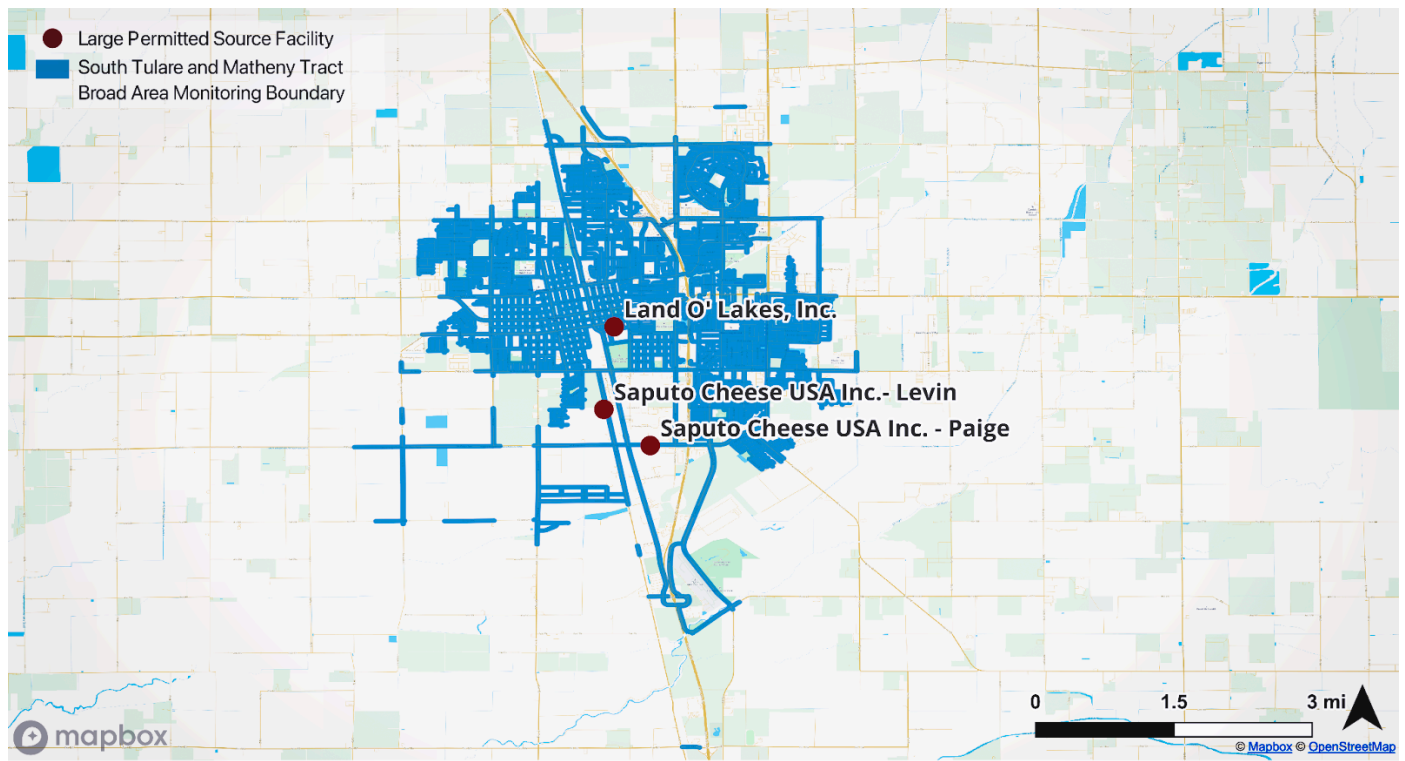 Large Permitted Source Facility
South Tulare and Matheny Tract
Broad Area Monitoring Boundary
Land O' Lakes, Inc.
Saputo Cheese USA Inc.- Levin
Saputo Cheese USA Inc. - Paige
0 1.5 3 mi
mapbox
© Mapbox © OpenStreetMap